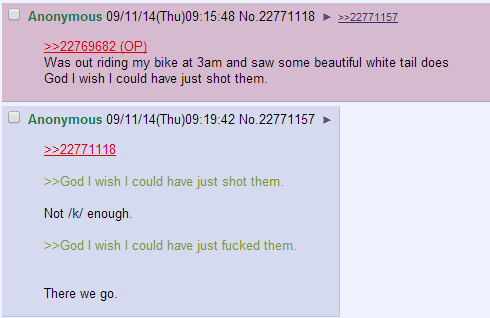 Anonymous 09/11/14(Thu)09:15:48 No.22771118 ► >>22771157
>>22769682 (OP)
Was out riding my bike at 3am and saw some beautiful white tail does
God I wish I could have just shot them.
Anonymous 09/11/14(Thu)09:19:42 No.22771157 ►
>>22771118
>>God I wish I could have just shot them.
Not /k/ enough.
>>God I wish I could have just fucked them.
There we go.